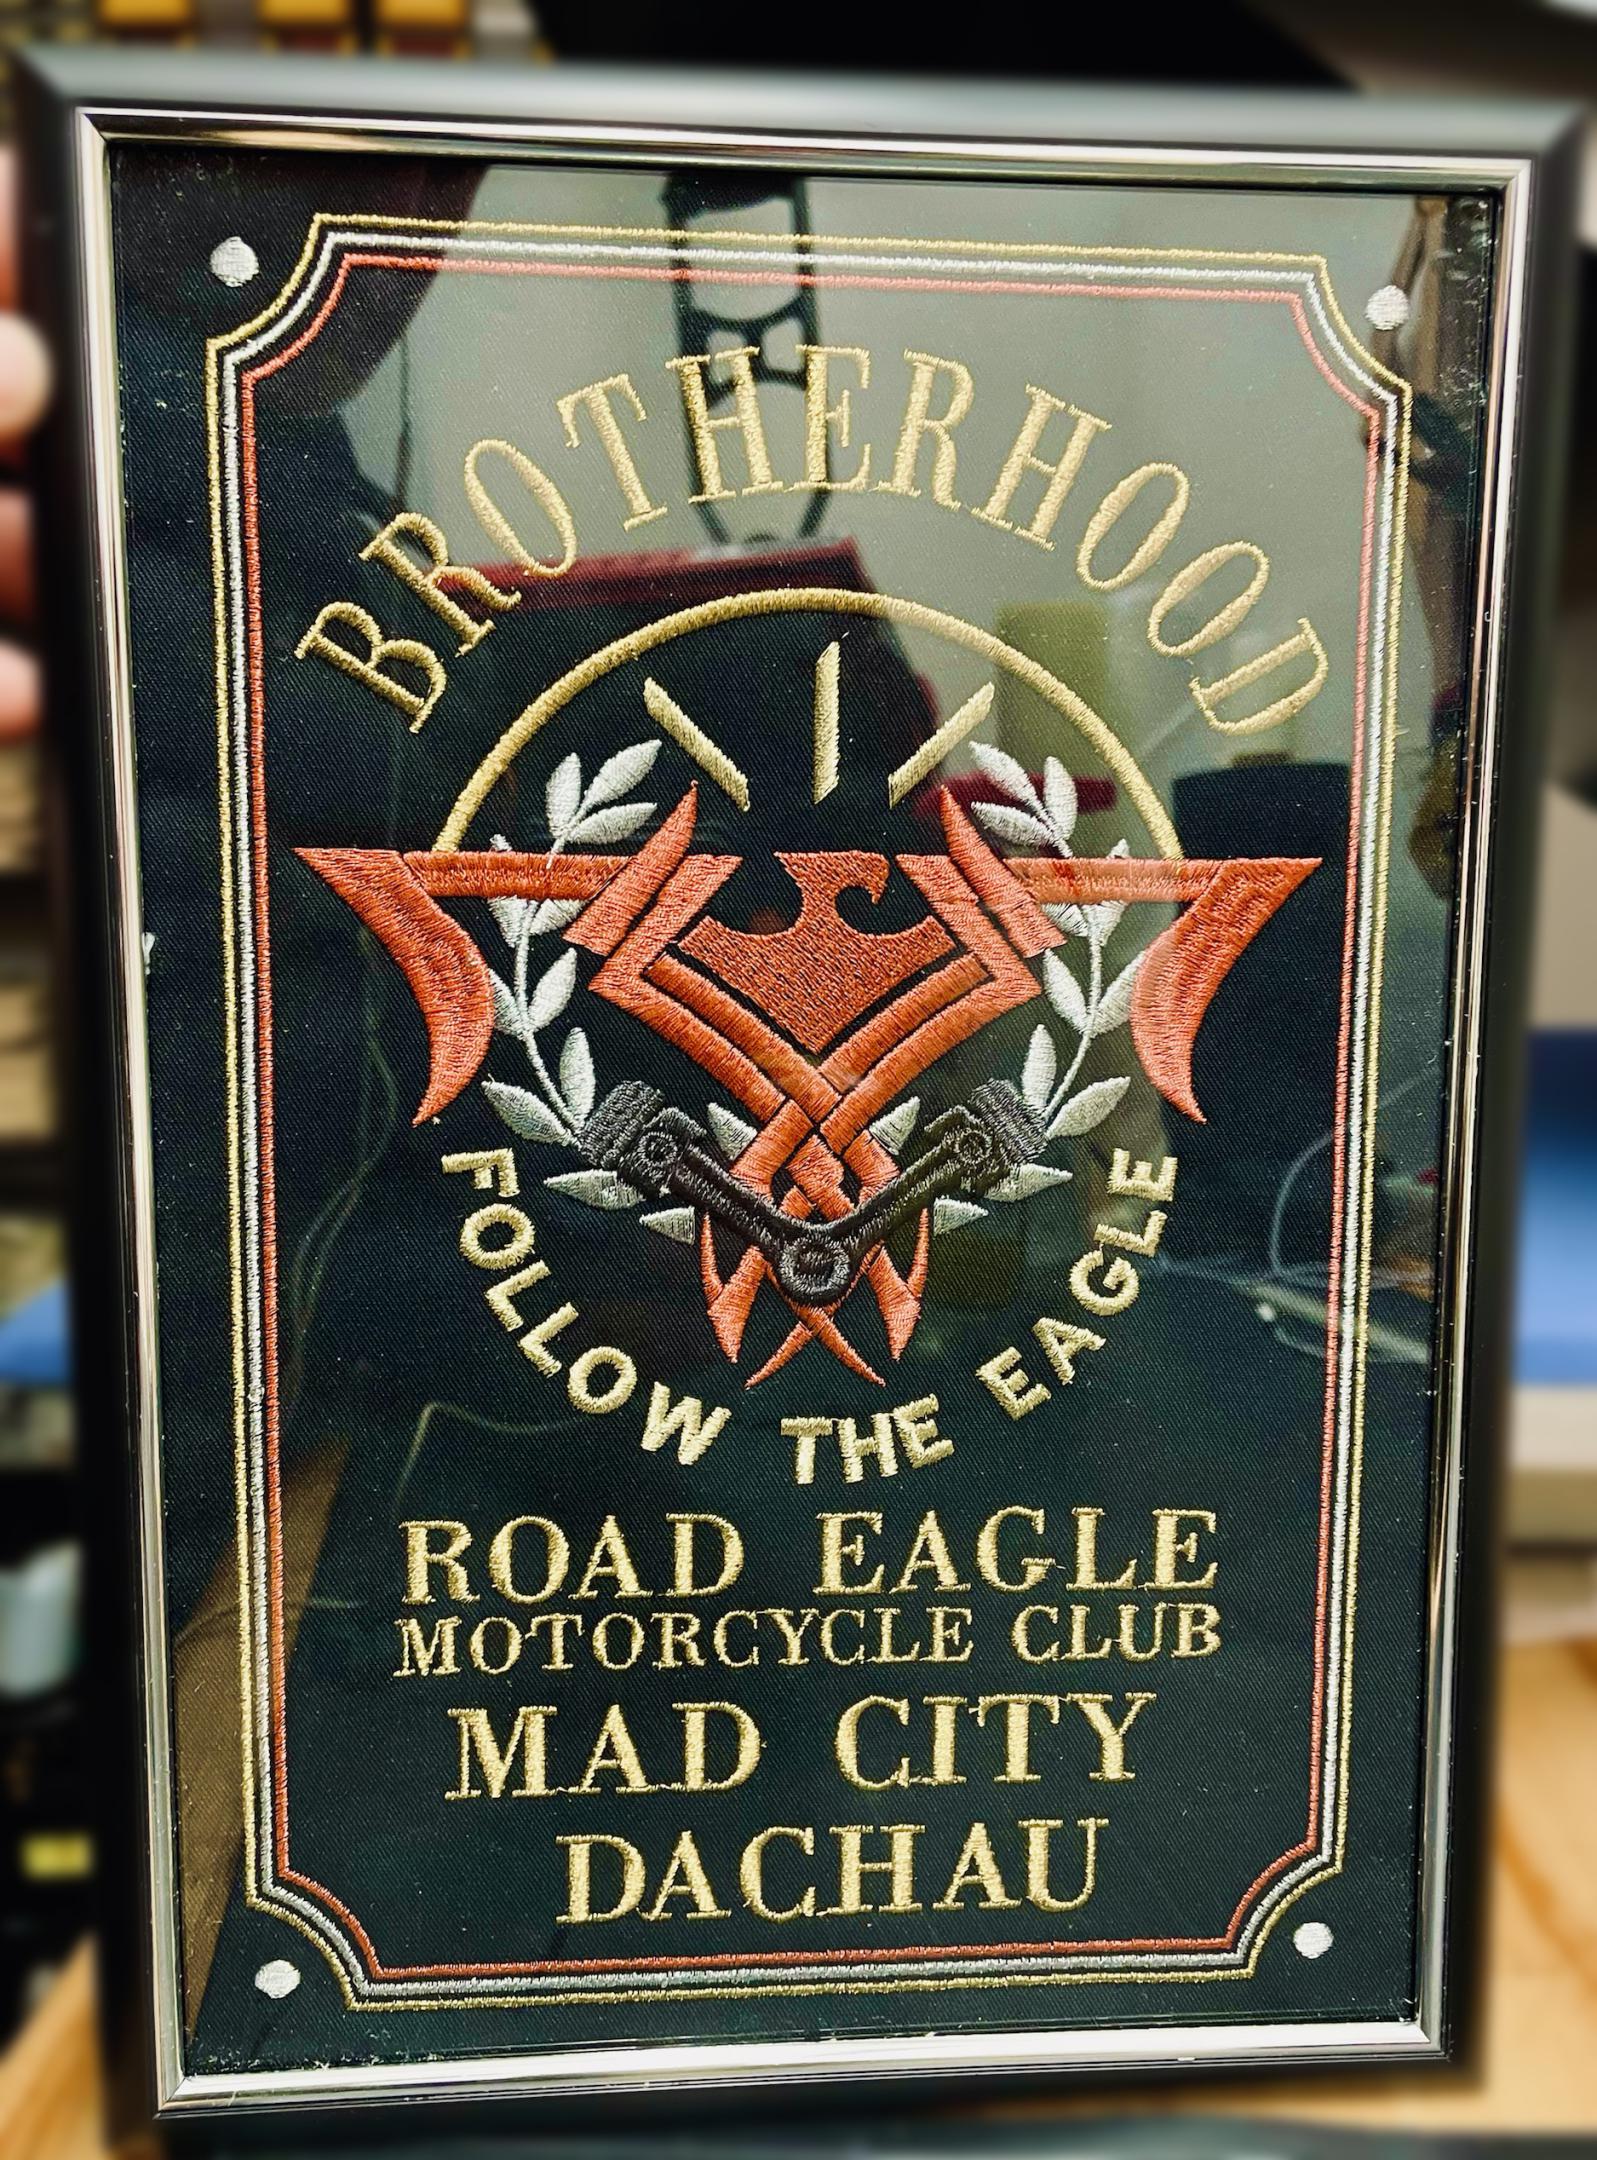 BROTHERHOOD
FOLLOW THE EAGLE
ROAD EAGLE
MOTORCYCLE CLUB
MAD CITY
DACHAU